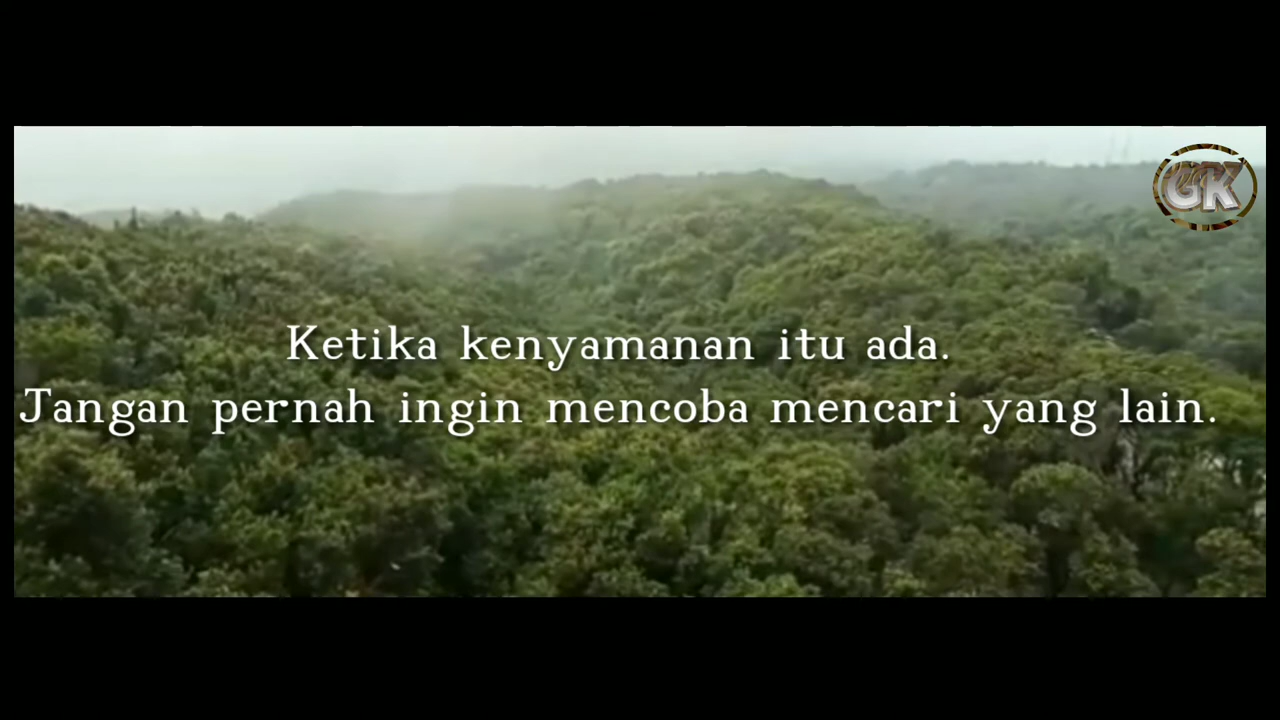 GK
Ketika kenyamanan itu ada.
Jangan pernah ingin mencoba mencari yang lain.